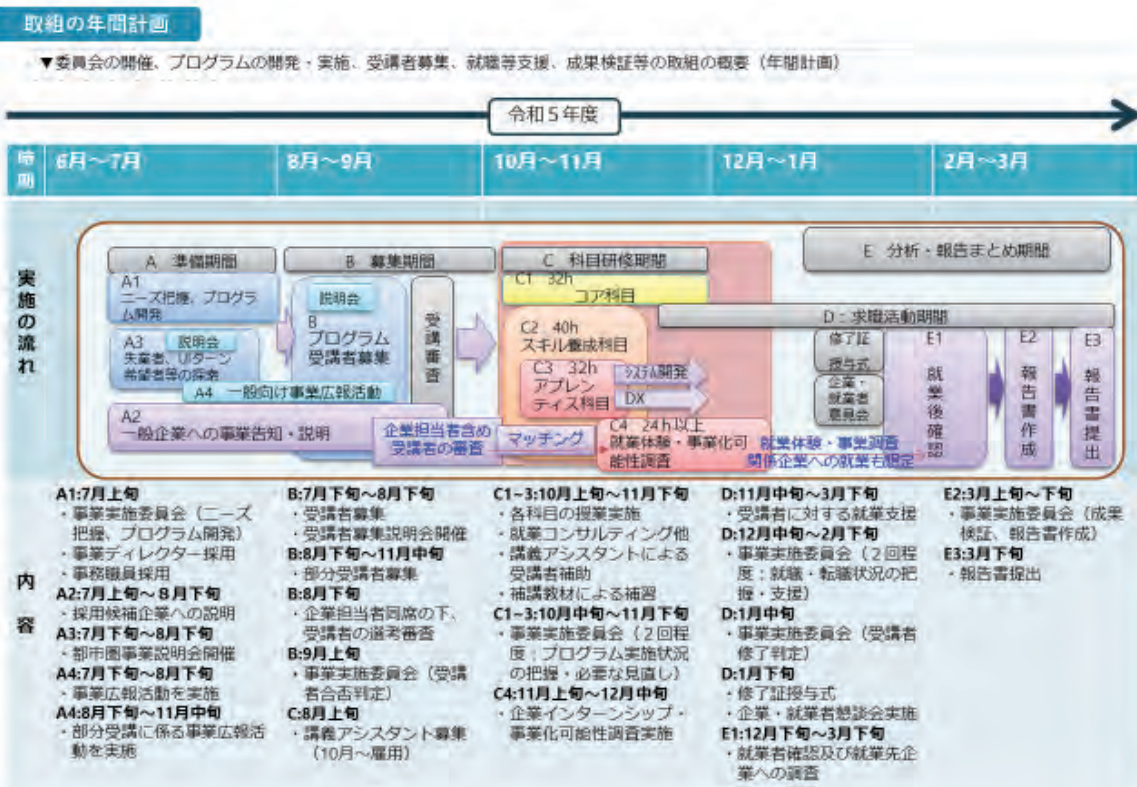 取組の年間計画
▼委員会の開催、プログラムの開発・実施、受講者募集、就職等支援、成果検証等の取組の概要（年間計画）
令和５年度
時期
6月～7月
8月～9月
10月～11月
12月～1月
2月～3月
実施の流れ
A 準備期間
B 募集期間
C 科目研修期間
E 分析・報告まとめ期間
D：求職活動期間
A1
ニーズ把握、プログラ
ム開発
A3
説明会
失業者、UIターン
希望者等の探索
A4 一般向け事業広報活動
A2
一般企業への事業告知・説明
説明会
B
プログラム
受講者募集
受講審査
企業担当者含め
受講者の審査
マッチング
C1 32h
コア科目
C2 40h
スキル養成科目
C3 32h
アプレン
ティス科目
システム開発
DX
C4 24h以上
就業体験・事業化可
能性調査
就業体験・事業調査
関係企業への就業も想定
修了証
授与式
企業・
就業者
意見会
E1
就業後確認
E2
報告書作成
E3
報告書提出
内容
A1:7月上旬
・事業実施委員会（ニーズ
把握、プログラム開発）
・事業ディレクター採用
・事務職員採用
A2:7月上旬～８月下旬
・採用候補企業への説明
A3:7月下旬～8月下旬
・都市圏事業説明会開催
A4:7月下旬～8月下旬
・事業広報活動を実施
A4:8月下旬～11月中旬
・部分受講に係る事業広報活
動を実施
B:7月下旬～8月下旬
・受講者募集
・受講者募集説明会開催
B:8月下旬～11月中旬
・部分受講者募集
B:8月下旬
・企業担当者同席の下、
受講者の選考審査
B:9月上旬
・事業実施委員会（受講
者合否判定）
C:8月上旬
・講義アシスタント募集
（10月～雇用）
C1-3:10月上旬～11月下旬
・各科目の授業実施
・就業コンサルティング他
・講義アシスタントによる
受講者補助
・補講教材による補習
C1-3:10月中旬～11月下旬
・事業実施委員会（２回程
度：プログラム実施状況
の把握・必要な見直し）
C4:11月上旬～12月中旬
・企業インターンシップ・
事業化可能性調査実施
D:11月中旬～3月下旬
・受講者に対する就業支援
D:12月中旬～2月下旬
・事業実施委員会（２回程
度：就職・転職状況の把
握・支援）
D:1月中旬
・事業実施委員会（受講者
修了判定）
D:1月下旬
・修了証授与式
・企業・就業者懇談会実施
E1:12月下旬～3月下旬
・就業者確認及び就業先企
業への調査
E2:3月上旬～下旬
・事業実施委員会（成果
検証、報告書作成）
E3:3月下旬
・報告書提出